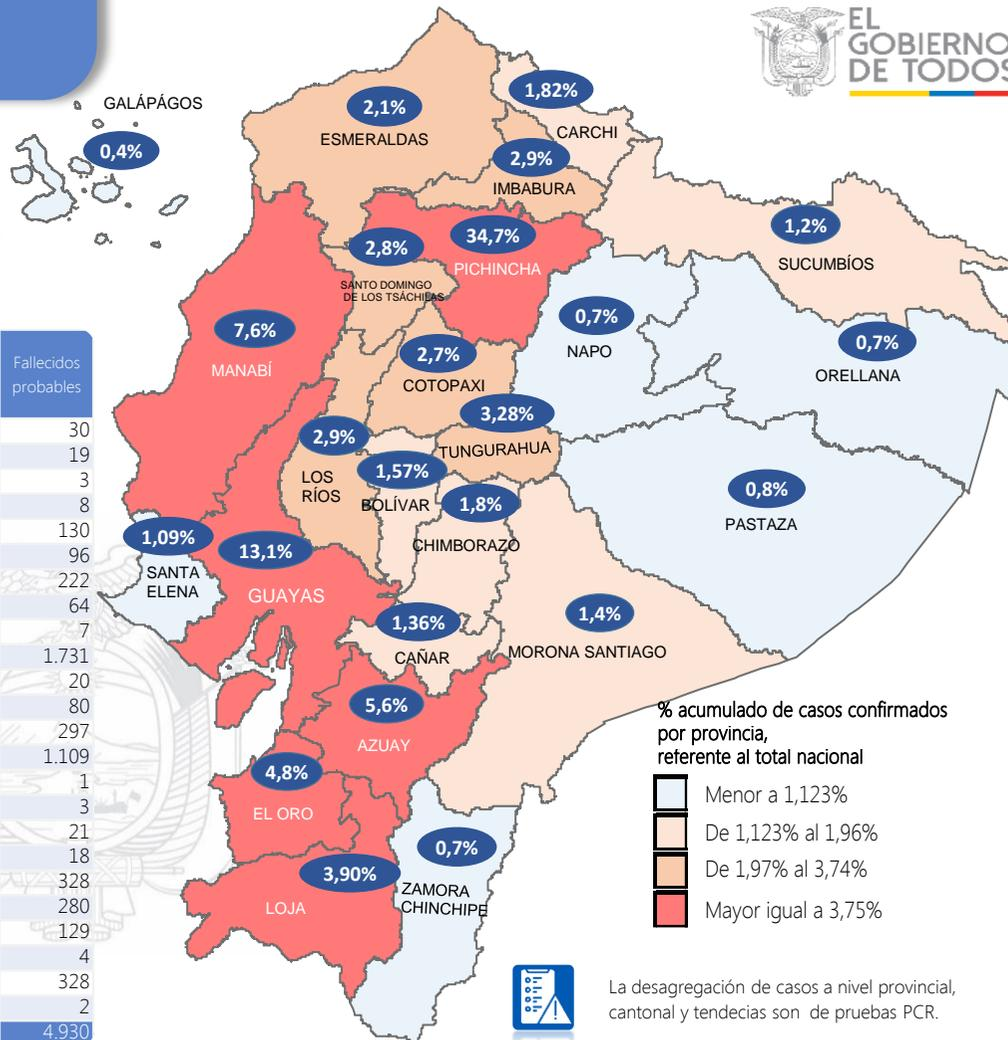 EL
GOBIERNO
DE TODOS
GALÁPÁGOS
0,4%
2,1%
ESMERALDAS
1,82%
CARCHI
2,9%
IMBABURA
1,2%
SUCUMBÍOS
2,8%
SANTO DOMINGO
DE LOS TSÁCHILAS
34,7%
PICHINCHA
7,6%
MANABÍ
0,7%
NAPO
0,7%
ORELLANA
2,7%
COTOPAXI
3,28%
TUNGURAHUA
2,9%
LOS
RÍOS
1,57%
BOLÍVAR
1,8%
CHIMBORAZO
0,8%
PASTAZA
1,09%
SANTA
ELENA
13,1%
GUAYAS
1,36%
CAÑAR
1,4%
MORONA SANTIAGO
5,6%
AZUAY
4,8%
EL ORO
3,90%
LOJA
0,7%
ZAMORA
CHINCHIPE
Fallecidos
probables
30
19
3
8
130
96
222
64
7
1.731
20
80
297
1.109
1
3
21
18
328
280
129
4
328
2
4.930
% acumulado de casos confirmados
por provincia,
referente al total nacional
Menor a 1,123%
De 1,123% al 1,96%
De 1,97% al 3,74%
Mayor igual a 3,75%
La desagregación de casos a nivel provincial,
cantonal y tendecias son de pruebas PCR.